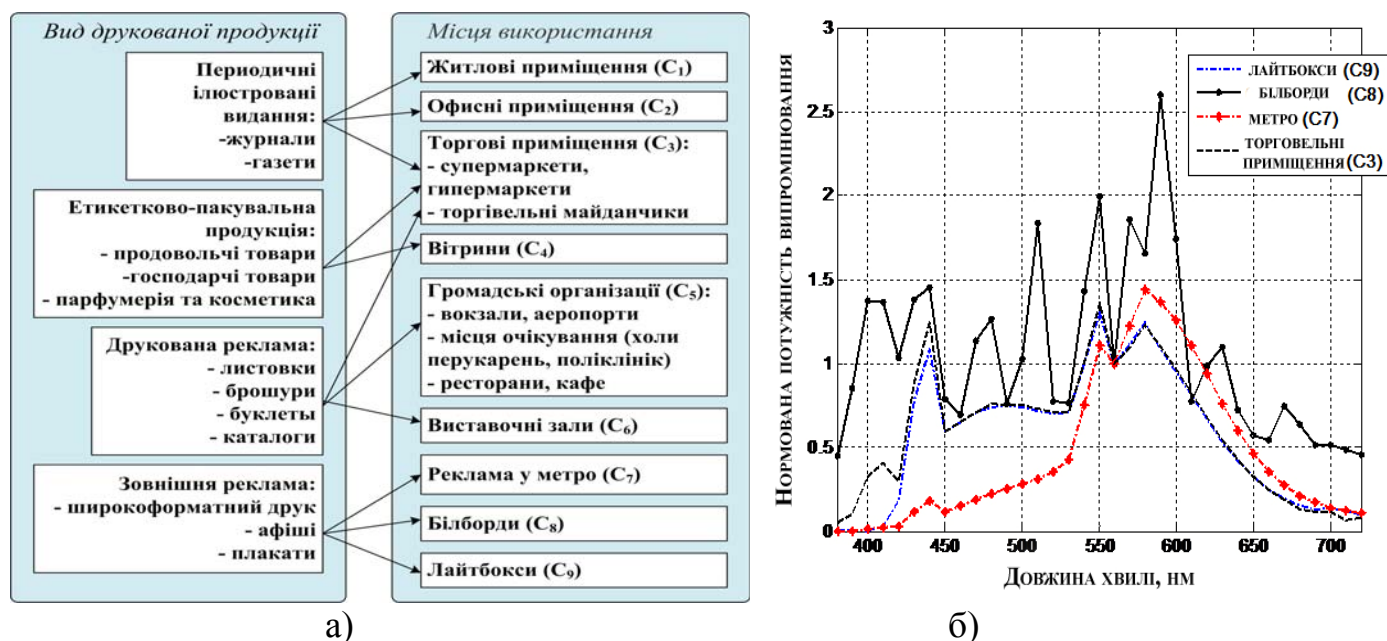 Вид друкованої продукції
Періодичні
ілюстровані
видання:
-журнали
-газети
Етикетково-пакувальна
продукція:
- продовольчі товари
-господарчі товари
- парфумерія та косметика
Друкована реклама:
- листовки
- брошури
- буклеты
- каталоги
Зовнішня реклама:
- широкоформатний друк
- афіші
- плакати
Місця використання
Житлові приміщення (C₁)
Офисні приміщення (C₂)
Торгові приміщення (C₃):
- супермаркети,
гипермаркети
- торгівельні майданчики
Вітрини (C₄)
Громадські організації (C₅):
- вокзали, аеропорти
- місця очікування (холи
перукарень, поліклінік)
- ресторани, кафе
Виставочні зали (C₆)
Реклама у метро (C₇)
Білборди (C₈)
Лайтбокси (C₉)
а)
НОРМОВАНА ПОТУЖНІСТЬ ВИПРОМІНЮВАННЯ
3
2.5
2
1.5
1
0.5
0
400 450 500 550 600 650 700
ДОВЖИНА ХВИЛІ, НМ
ЛАЙТБОКСИ (C9)
БІЛБОРДИ (C8)
МЕТРО (C7)
ТОРГОВЕЛЬНІ
ПРИМІЩЕННЯ (C3)
б)